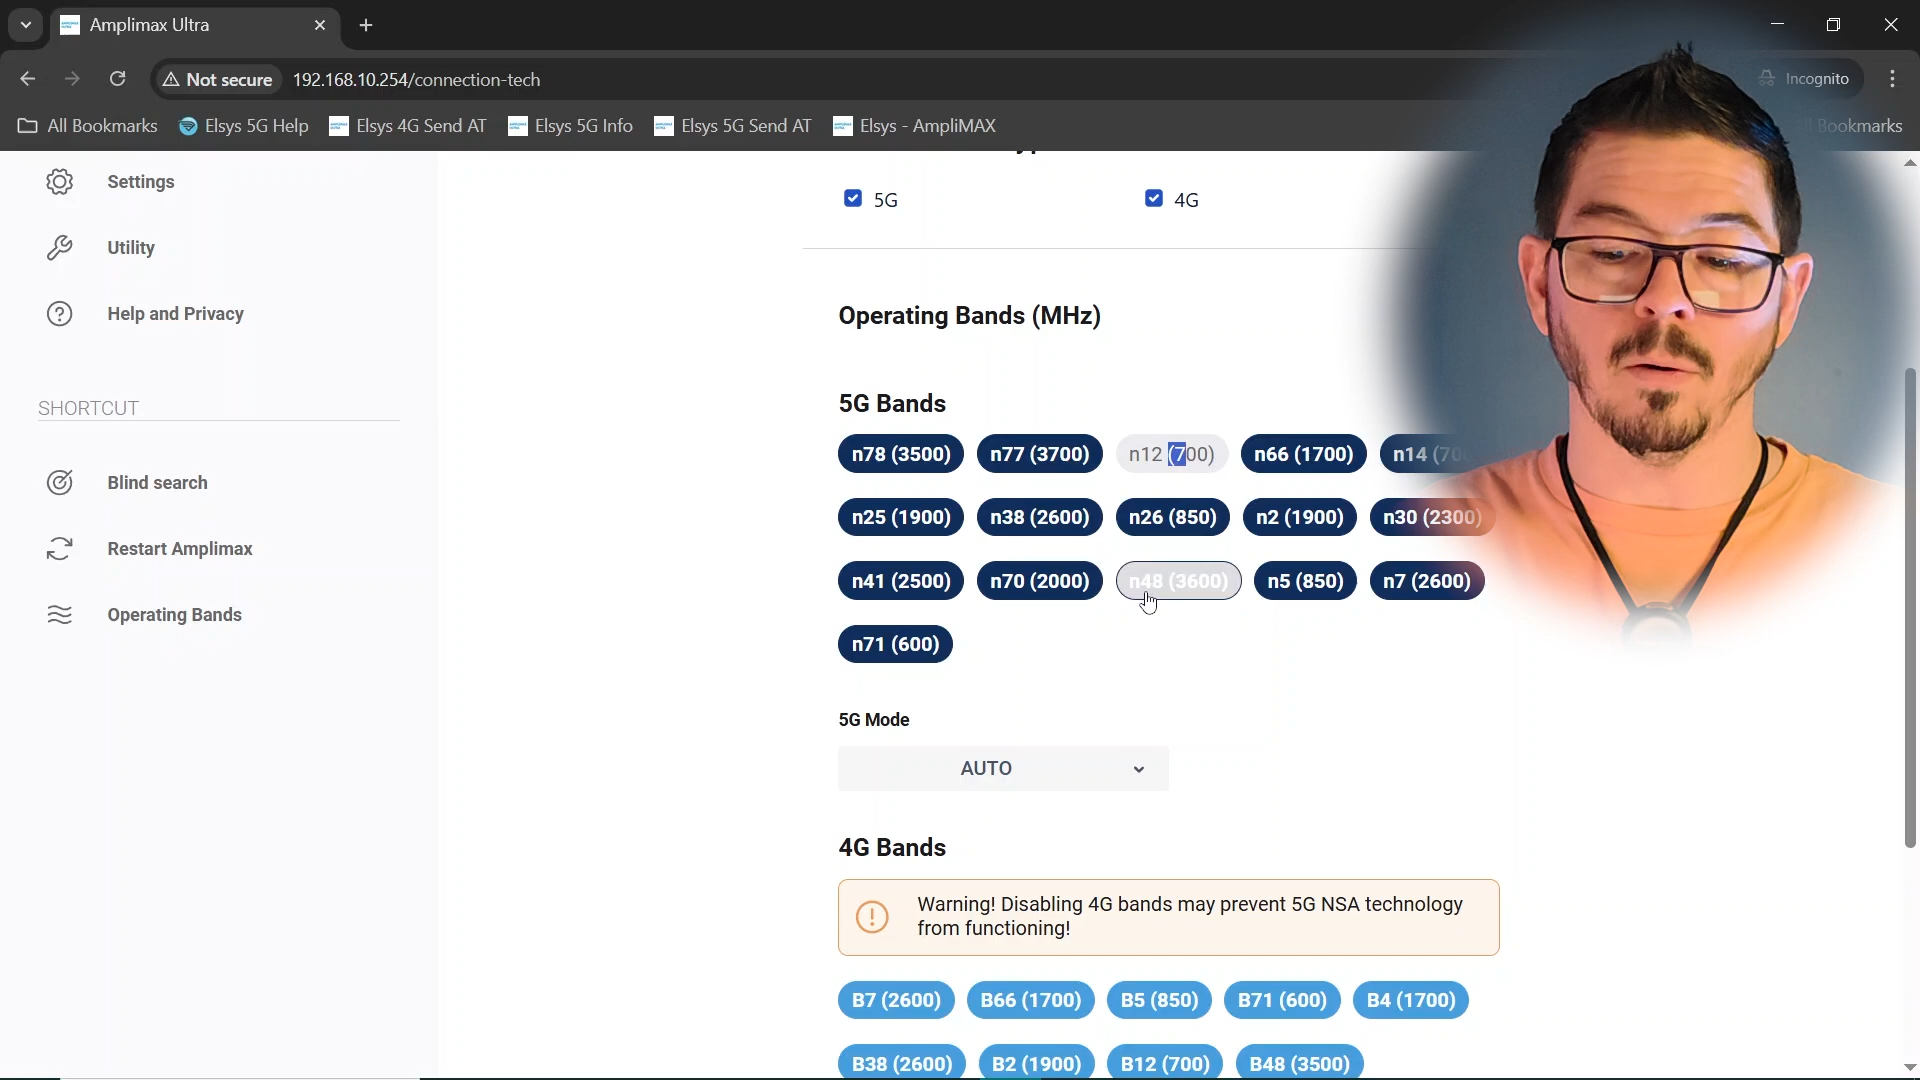 Amplimax Ultra
Not secure 192.168.10.254/connection-tech Incognito
All Bookmarks Elsys 5G Help Elsys 4G Send AT Elsys 5G Info Elsys 5G Send AT Elsys - AmpliMAX Bookmarks
Settings
Utility
Help and Privacy
SHORTCUT
Blind search
Restart Amplimax
Operating Bands
5G 4G
Operating Bands (MHz)
5G Bands
n78 (3500) n77 (3700) n12 (700) n66 (1700) n14 (70
n25 (1900) n38 (2600) n26 (850) n2 (1900) n30 (2300)
n41 (2500) n70 (2000) n48 (3600) n5 (850) n7 (2600)
n71 (600)
5G Mode
AUTO
4G Bands
Warning! Disabling 4G bands may prevent 5G NSA technology
from functioning!
B7 (2600) B66 (1700) B5 (850) B71 (600) B4 (1700)
B38 (2600) B2 (1900) B12 (700) B48 (3500)